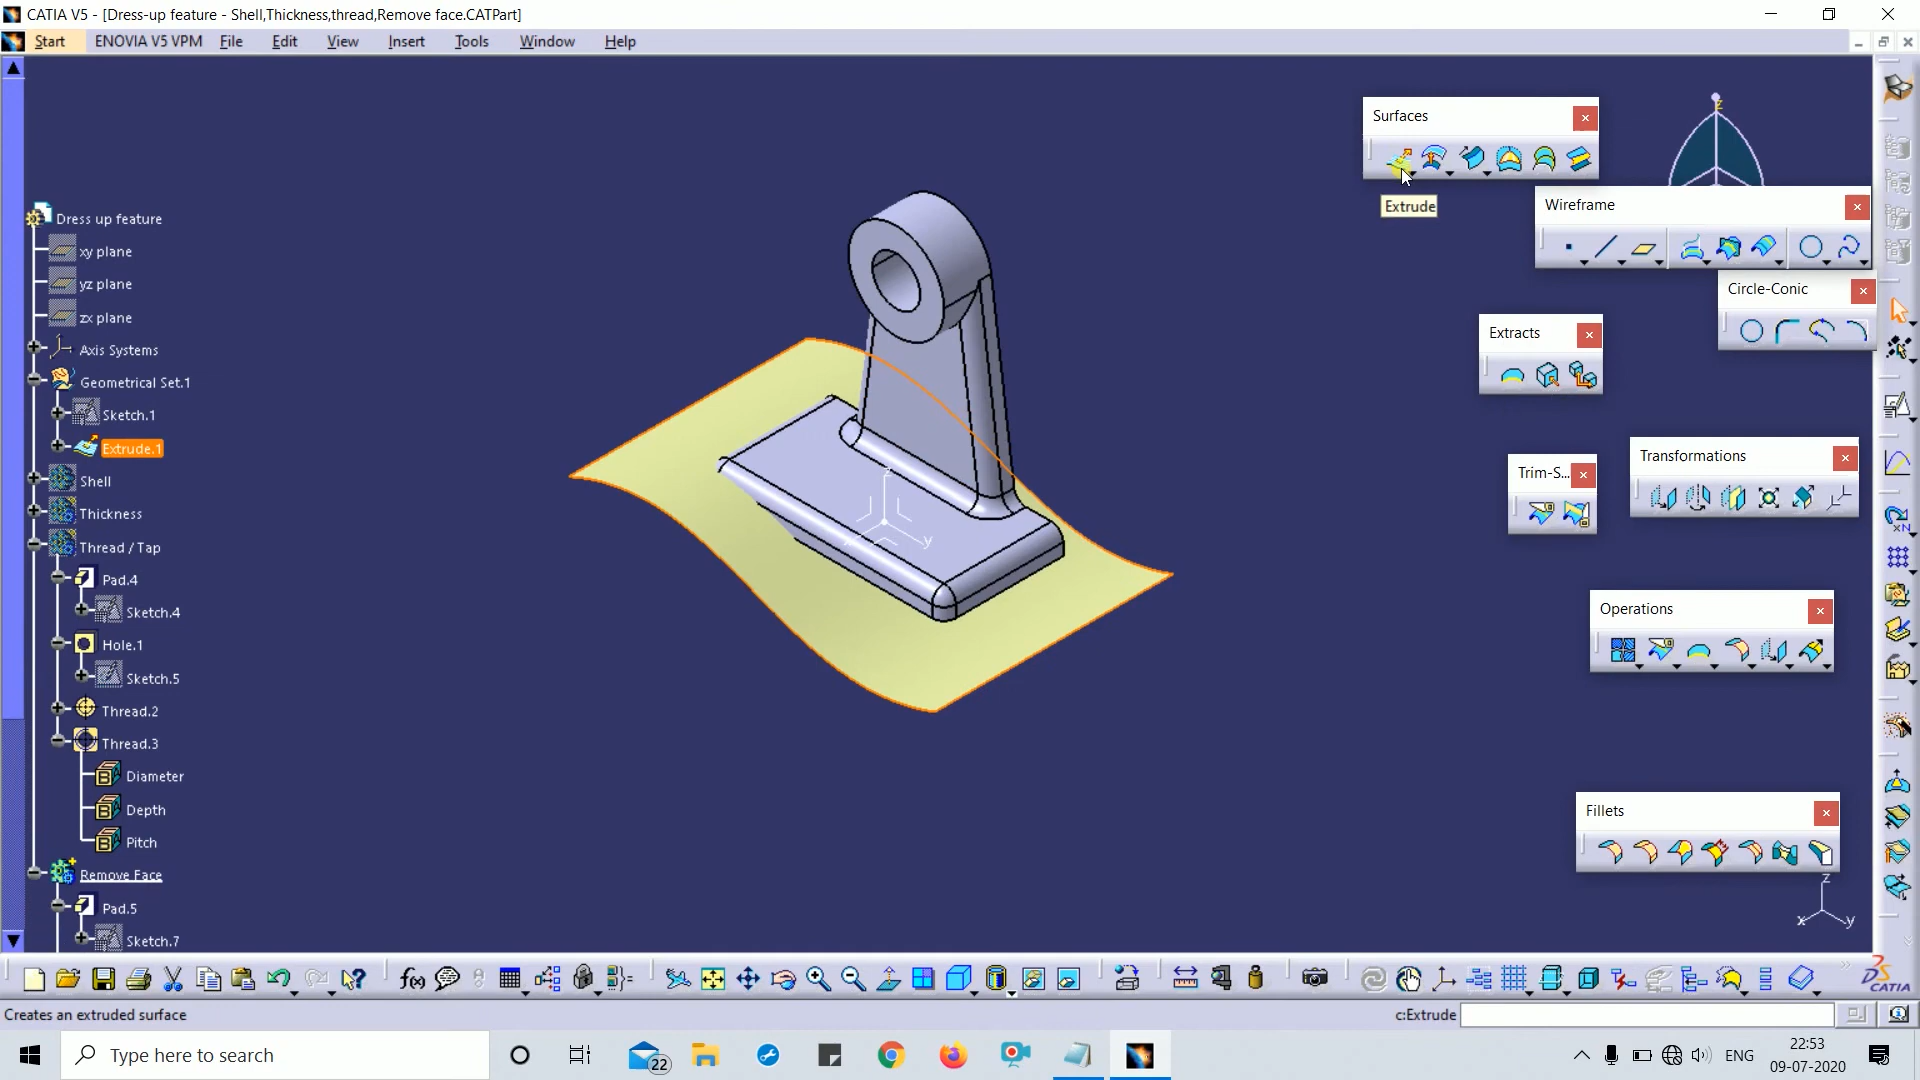 CATIA V5 - [Dress-up feature - Shell,Thickness,thread,Remove face.CATPart]
Start ENOVIA V5 VPM File Edit View Insert Tools Window Help
Surfaces
Extrude
z
Wireframe
Circle-Conic
Extracts
Trim-S...
Transformations
Operations
Fillets
Dress up feature
xy plane
yz plane
zx plane
Axis Systems
Geometrical Set.1
Sketch.1
Extrude.1
Shell
Thickness
Thread / Tap
Pad.4
Sketch.4
Hole.1
Sketch.5
Thread.2
Thread.3
Diameter
Depth
Pitch
Remove Face
Pad.5
Sketch.7
z
y
z
x y
f(x)
CATIA
Creates an extruded surface
c:Extrude
Type here to search
22
ENG
22:53
09-07-2020